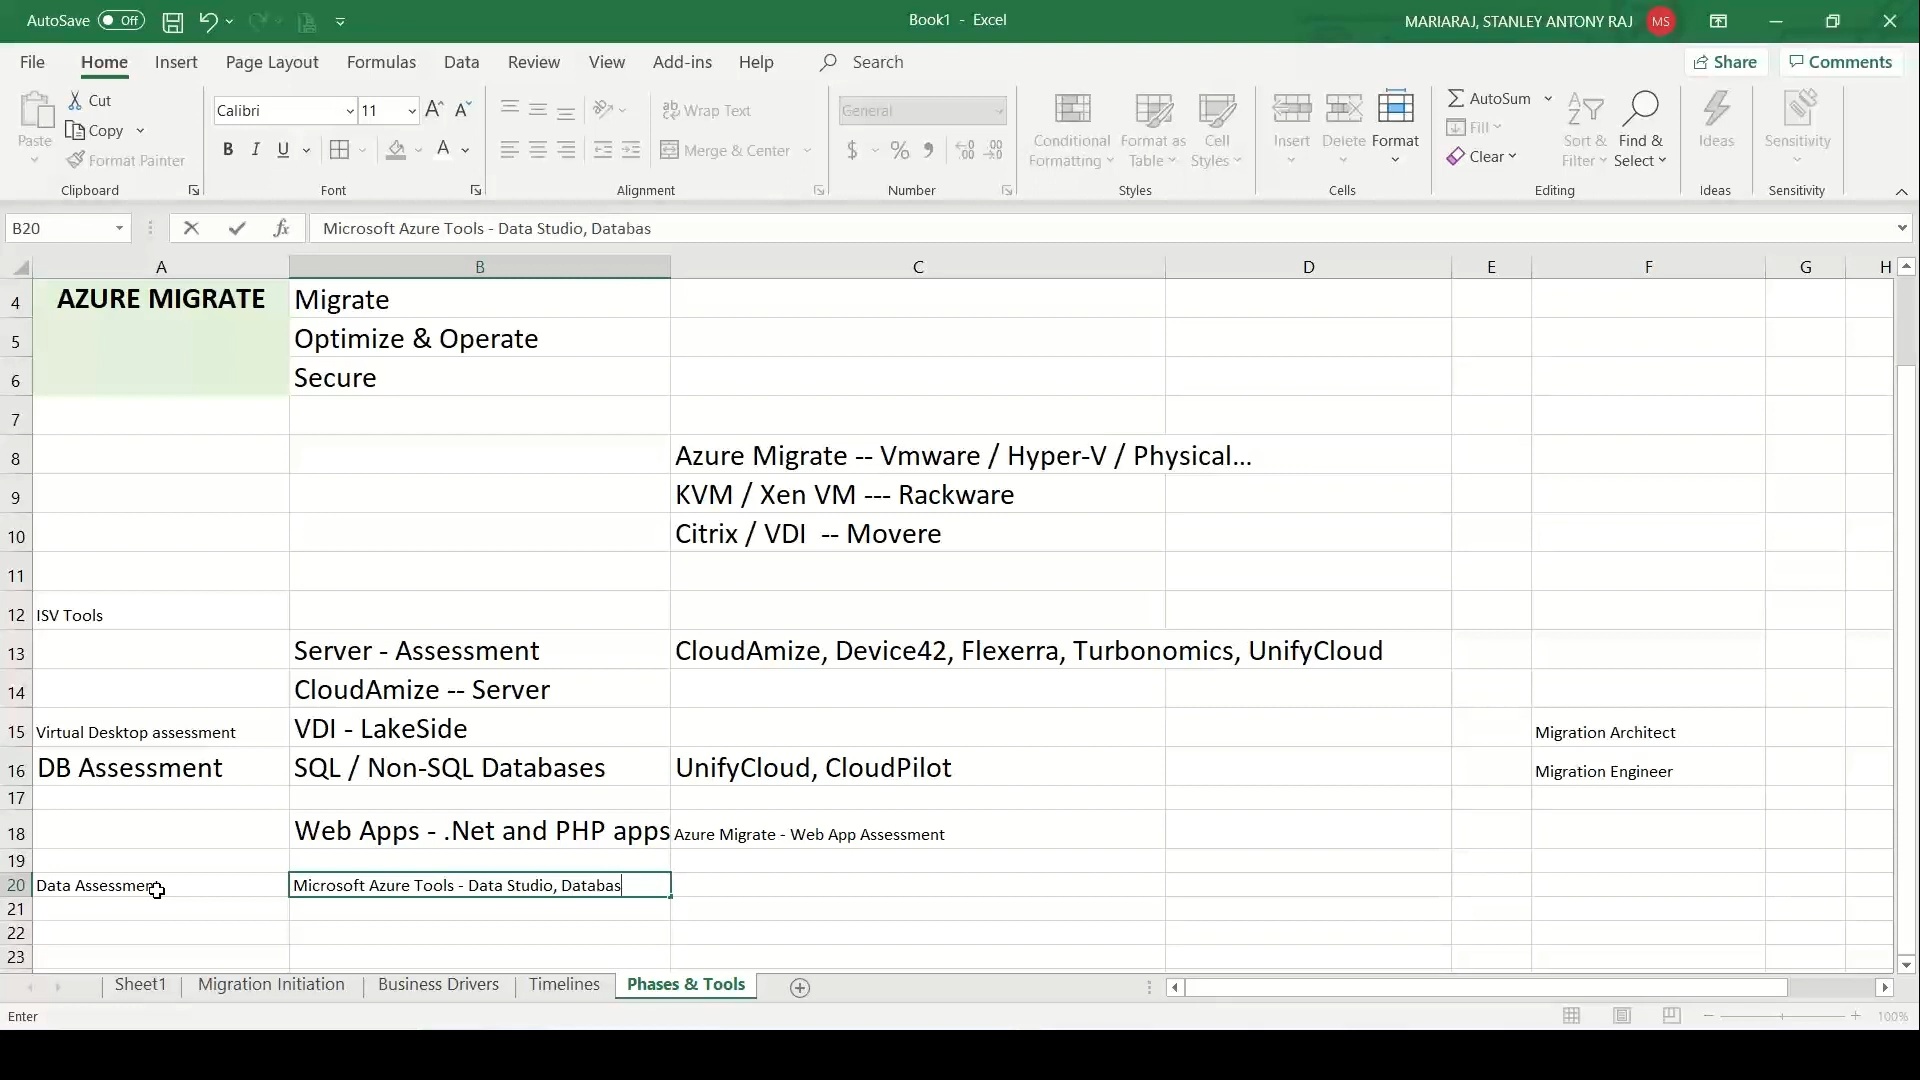 AutoSave Off Book1 - Excel MARIARAJ, STANLEY ANTONY RAJ MS
File Home Insert Page Layout Formulas Data Review View Add-ins Help Search Share Comments
Paste Cut Copy Format Painter Clipboard
Calibri 11 B I U A Font
Wrap Text Merge & Center Alignment
General $ % Number
Conditional Formatting Format as Table Cell Styles Styles
Insert Delete Format Cells
AutoSum Fill Clear Sort & Filter Find & Select Editing
Ideas Ideas
Sensitivity Sensitivity
B20 fx Microsoft Azure Tools - Data Studio, Databas
A B C D E F G H
4 AZURE MIGRATE Migrate
5 Optimize & Operate
6 Secure
7
8 Azure Migrate -- Vmware / Hyper-V / Physical...
9 KVM / Xen VM --- Rackware
10 Citrix / VDI -- Movere
11
12 ISV Tools
13 Server - Assessment CloudAmize, Device42, Flexerra, Turbonomics, UnifyCloud
14 CloudAmize -- Server
15 Virtual Desktop assessment VDI - LakeSide Migration Architect
16 DB Assessment SQL / Non-SQL Databases UnifyCloud, CloudPilot Migration Engineer
17
18 Web Apps - .Net and PHP apps Azure Migrate - Web App Assessment
19
20 Data Assessment Microsoft Azure Tools - Data Studio, Databas
21
22
23
Sheet1 Migration Initiation Business Drivers Timelines Phases & Tools
Enter 100%